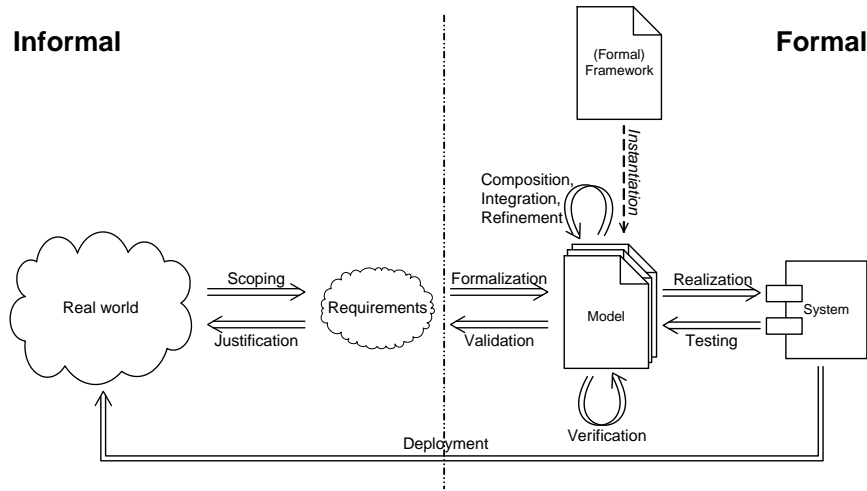 Informal
Formal
(Formal)
Framework
Instantiation
Composition,
Integration,
Refinement
Scoping
Formalization
Realization
Real world
Requirements
Model
System
Justification
Validation
Testing
Verification
Deployment